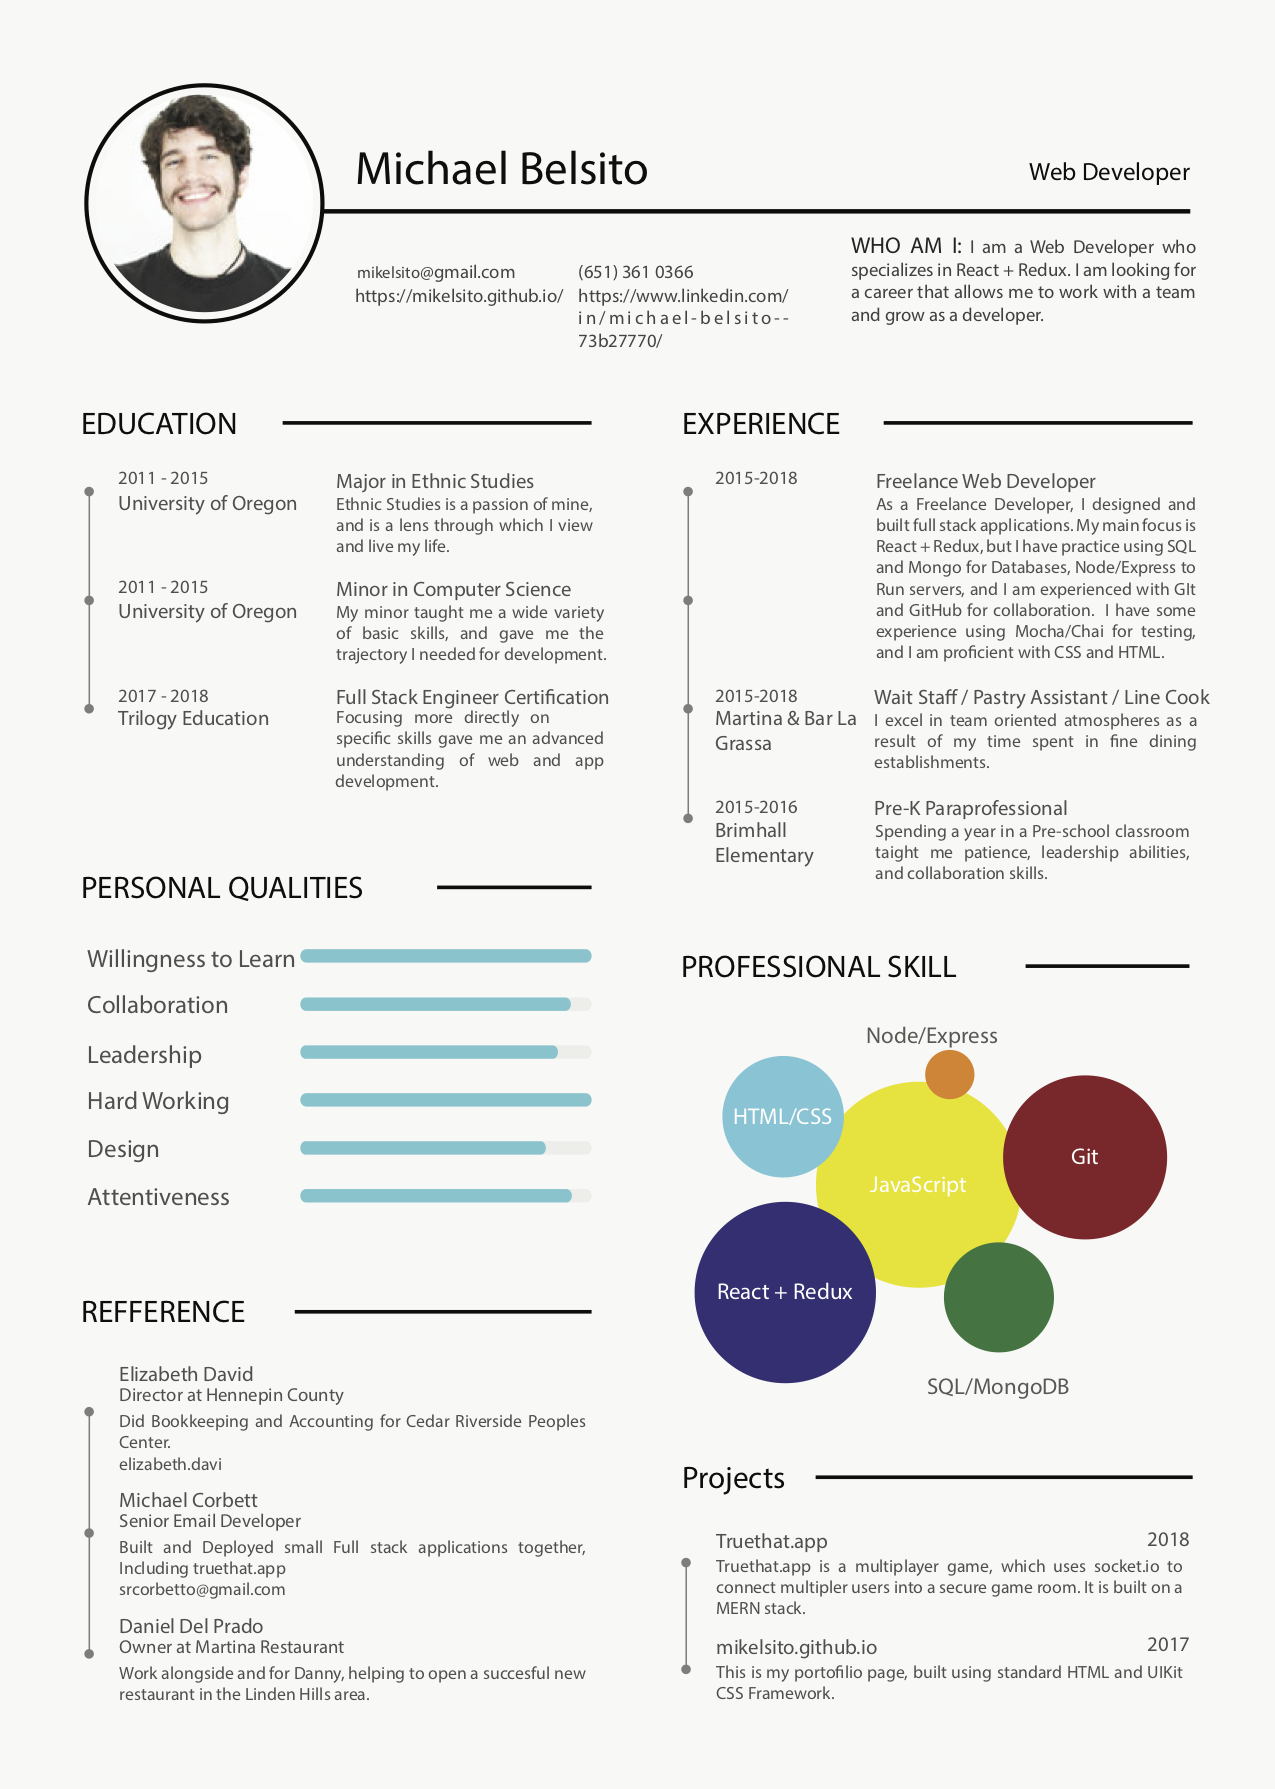 Michael Belsito
Web Developer
mikelsito@gmail.com
https://mikelsito.github.io/
(651) 361 0366
https://www.linkedin.com/
in/michael-belsito--
73b27770/
WHO AM I: I am a Web Developer who
specializes in React + Redux. I am looking for
a career that allows me to work with a team
and grow as a developer.
EDUCATION
2011 - 2015
University of Oregon
Major in Ethnic Studies
Ethnic Studies is a passion of mine,
and is a lens through which I view
and live my life.
2011 - 2015
University of Oregon
Minor in Computer Science
My minor taught me a wide variety
of basic skills, and gave me the
trajectory I needed for development.
2017 - 2018
Trilogy Education
Full Stack Engineer Certification
Focusing more directly on
specific skills gave me an advanced
understanding of web and app
development.
PERSONAL QUALITIES
Willingness to Learn
Collaboration
Leadership
Hard Working
Design
Attentiveness
REFFERENCE
Elizabeth David
Director at Hennepin County
Did Bookkeeping and Accounting for Cedar Riverside Peoples
Center.
elizabeth.davi
Michael Corbett
Senior Email Developer
Built and Deployed small Full stack applications together,
Including truethat.app
srcorbetto@gmail.com
Daniel Del Prado
Owner at Martina Restaurant
Work alongside and for Danny, helping to open a succesful new
restaurant in the Linden Hills area.
EXPERIENCE
2015-2018
Freelance Web Developer
As a Freelance Developer, I designed and
built full stack applications. My main focus is
React + Redux, but I have practice using SQL
and Mongo for Databases, Node/Express to
Run servers, and I am experienced with GIt
and GitHub for collaboration. I have some
experience using Mocha/Chai for testing,
and I am proficient with CSS and HTML.
2015-2018
Martina & Bar La
Grassa
Wait Staff / Pastry Assistant / Line Cook
I excel in team oriented atmospheres as a
result of my time spent in fine dining
establishments.
2015-2016
Brimhall
Elementary
Pre-K Paraprofessional
Spending a year in a Pre-school classroom
taight me patience, leadership abilities,
and collaboration skills.
PROFESSIONAL SKILL
Node/Express
HTML/CSS
Git
JavaScript
React + Redux
SQL/MongoDB
Projects
Truethat.app
2018
Truethat.app is a multiplayer game, which uses socket.io to
connect multipler users into a secure game room. It is built on a
MERN stack.
mikelsito.github.io
2017
This is my portofilio page, built using standard HTML and UIKit
CSS Framework.